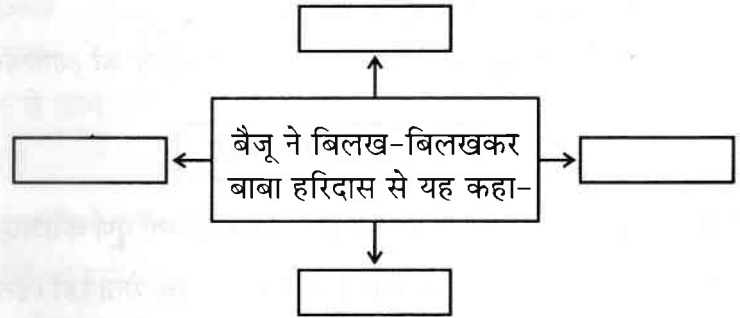 बैजू ने बिलख-बिलखकर
बाबा हरिदास से यह कहा-